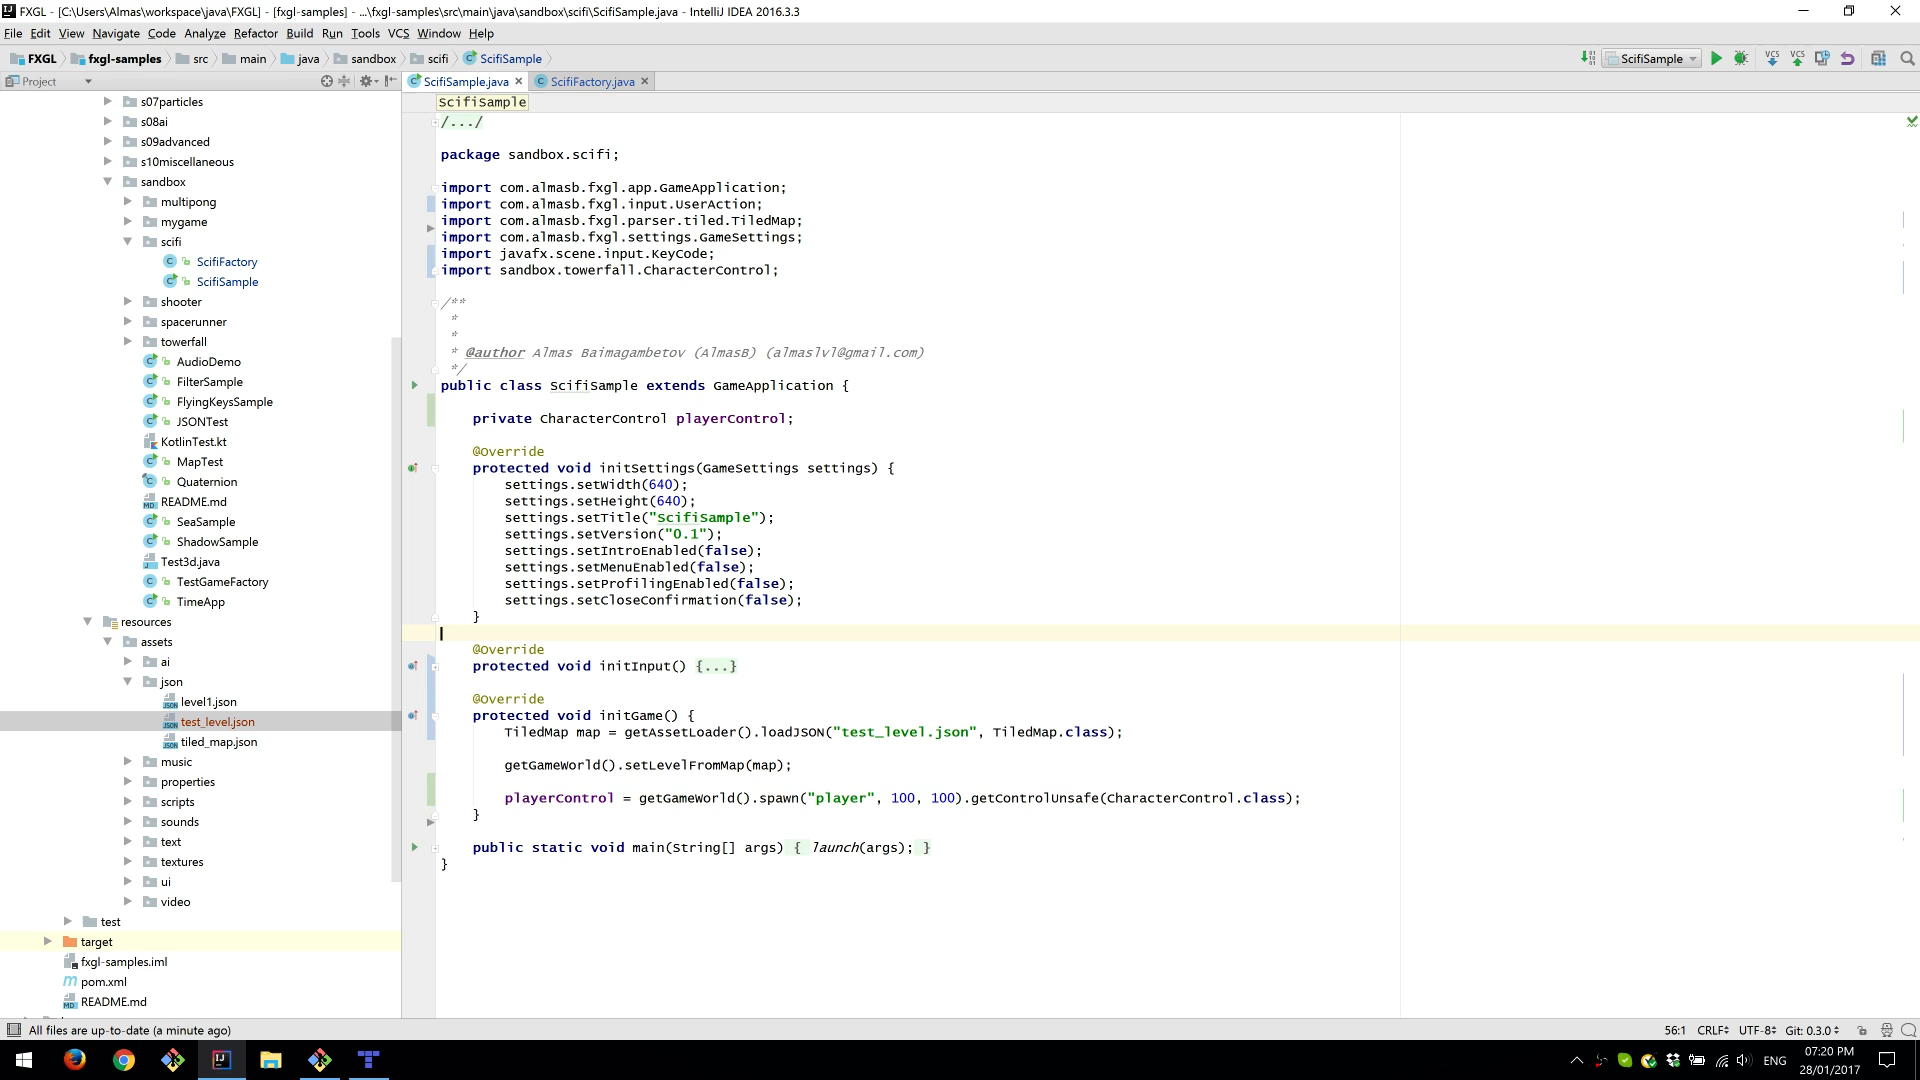 FXGL - [C:\Users\Almas\workspace\java\FXGL] - [fxgl-samples] - ...\fxgl-samples\src\main\java\sandbox\scifi\ScifiSample.java - IntelliJ IDEA 2016.3.3
File Edit View Navigate Code Analyze Refactor Build Run Tools VCS Window Help
FXGL fxgl-samples src main java sandbox scifi ScifiSample
ScifiSample VCS VCS
Project
ScifiSample.java ScifiFactory.java
s07particles
s08ai
s09advanced
s10miscellaneous
sandbox
multipong
mygame
scifi
ScifiFactory
ScifiSample
shooter
spacerunner
towerfall
AudioDemo
FilterSample
FlyingKeysSample
JSONTest
KotlinTest.kt
MapTest
Quaternion
README.md
SeaSample
ShadowSample
Test3d.java
TestGameFactory
TimeApp
resources
assets
ai
json
level1.json
test_level.json
tiled_map.json
music
properties
scripts
sounds
text
textures
ui
video
test
target
fxgl-samples.iml
pom.xml
README.md
ScifiSample
/.../
package sandbox.scifi;
import com.almasb.fxgl.app.GameApplication;
import com.almasb.fxgl.input.UserAction;
import com.almasb.fxgl.parser.tiled.TiledMap;
import com.almasb.fxgl.settings.GameSettings;
import javafx.scene.input.KeyCode;
import sandbox.towerfall.CharacterControl;
/**
*
*
* @author Almas Baimagambetov (AlmasB) (almaslvl@gmail.com)
*/
public class ScifiSample extends GameApplication {
private CharacterControl playerControl;
@Override
protected void initSettings(GameSettings settings) {
settings.setWidth(640);
settings.setHeight(640);
settings.setTitle("ScifiSample");
settings.setVersion("0.1");
settings.setIntroEnabled(false);
settings.setMenuEnabled(false);
settings.setProfilingEnabled(false);
settings.setCloseConfirmation(false);
}
@Override
protected void initInput() {...}
@Override
protected void initGame() {
TiledMap map = getAssetLoader().loadJSON("test_level.json", TiledMap.class);
getGameWorld().setLevelFromMap(map);
playerControl = getGameWorld().spawn("player", 100, 100).getControlUnsafe(CharacterControl.class);
}
public static void main(String[] args) { launch(args); }
}
All files are up-to-date (a minute ago)
56:1 CRLF UTF-8 Git: 0.3.0
ENG
07:20 PM
28/01/2017